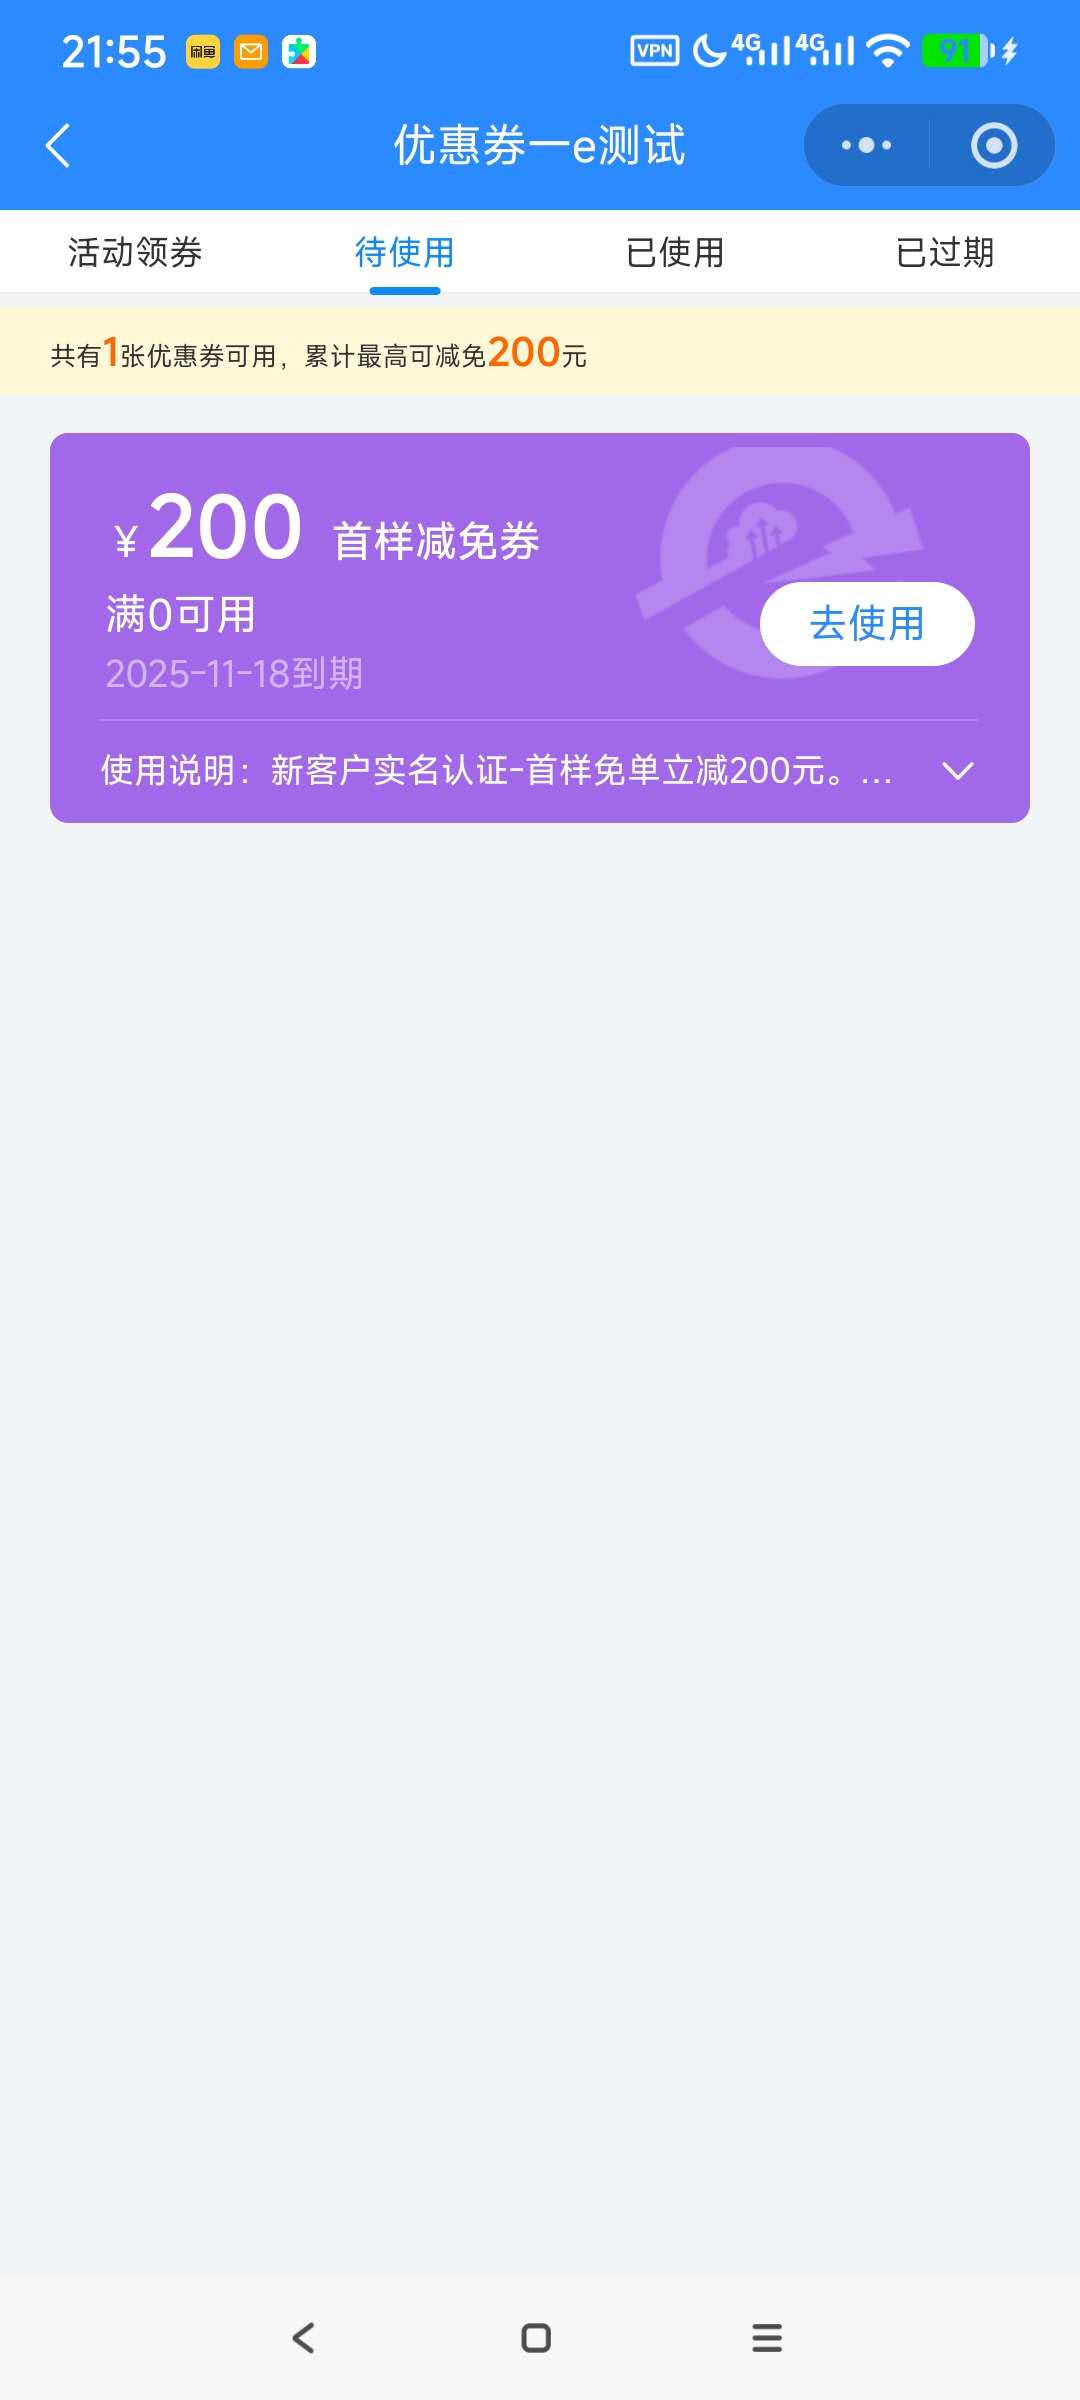 21:55 闲鱼 VPN 4G 4G 91
优惠券一e测试
活动领券 待使用 已使用 已过期
共有1张优惠券可用，累计最高可减免200元
¥200 首样减免券
满0可用
去使用
2025-11-18到期
使用说明：新客户实名认证-首样免单立减200元。...